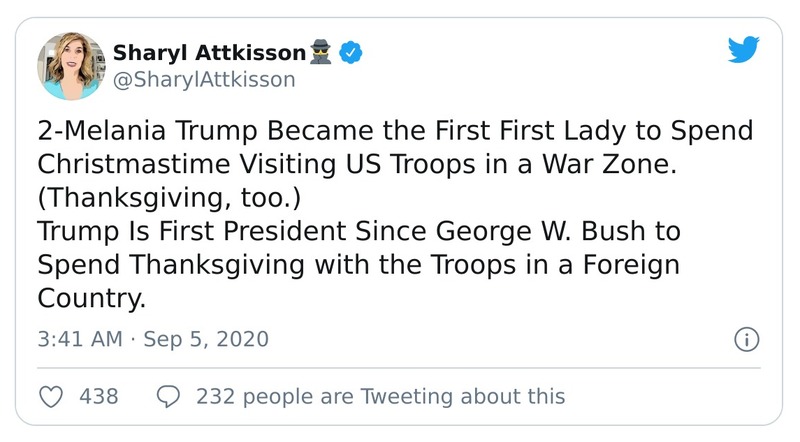 Sharyl Attkisson🕵️
@SharylAttkisson
2-Melania Trump Became the First First Lady to Spend
Christmastime Visiting US Troops in a War Zone.
(Thanksgiving, too.)
Trump Is First President Since George W. Bush to
Spend Thanksgiving with the Troops in a Foreign
Country.
3:41 AM · Sep 5, 2020
438 232 people are Tweeting about this